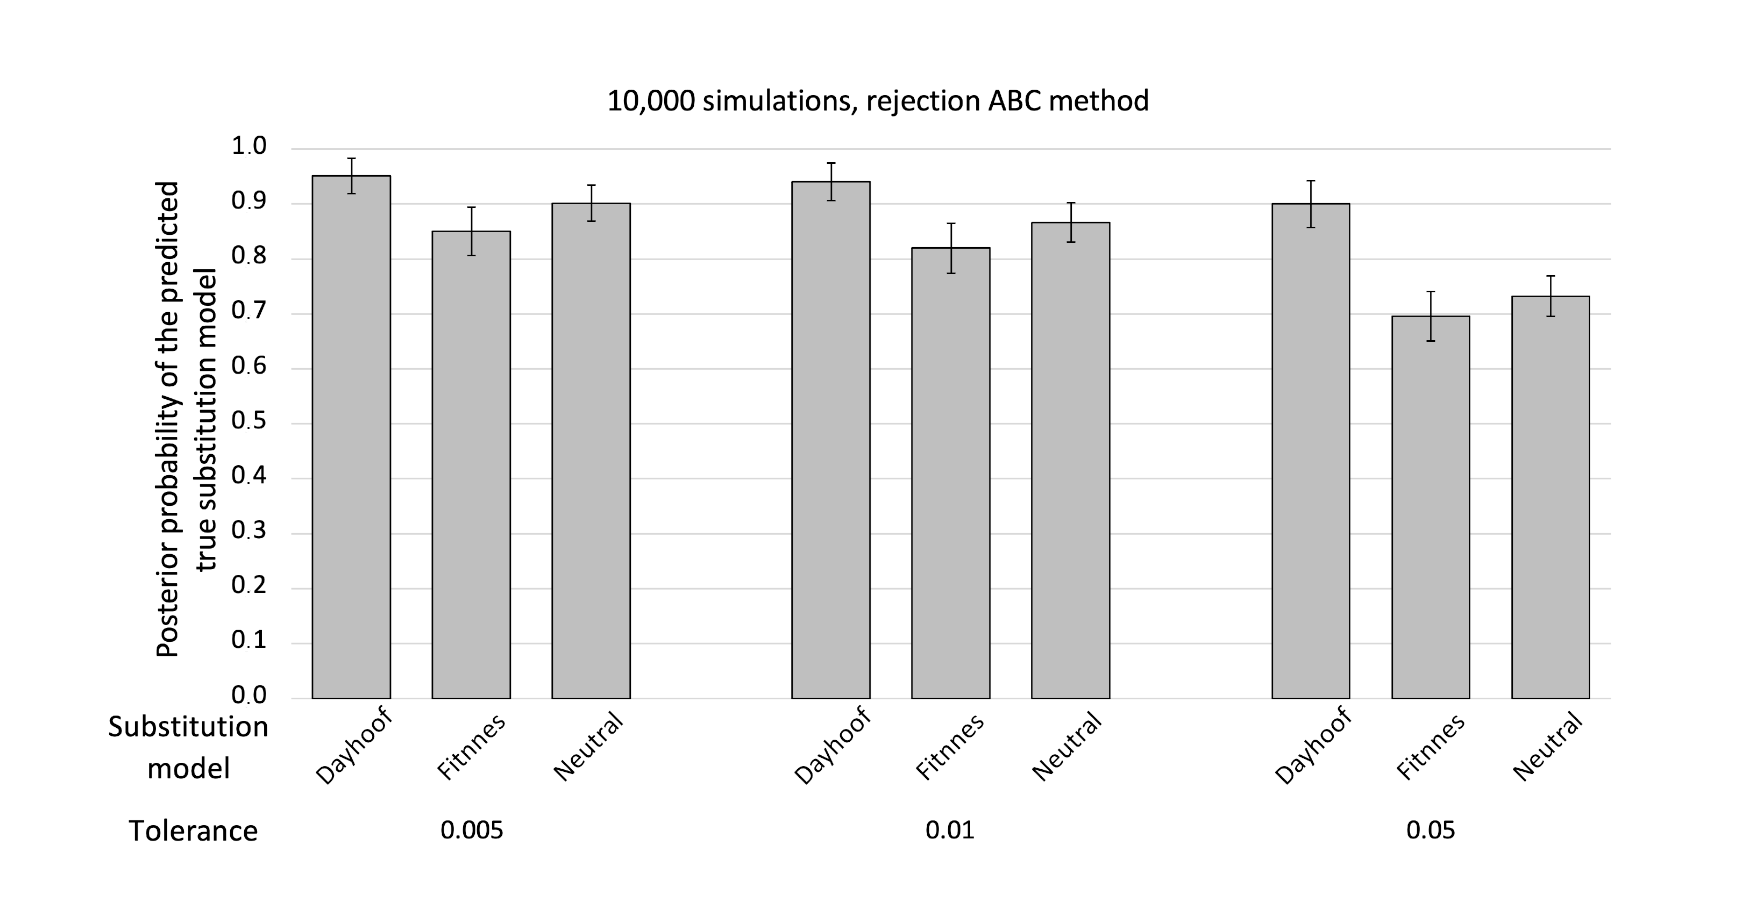 10,000 simulations, rejection ABC method
Posterior probability of the predicted
true substitution model
1.0
0.9
0.8
0.7
0.6
0.5
0.4
0.3
0.2
0.1
0.0
Substitution
model
Dayhoof
Fitnnes
Neutral
Dayhoof
Fitnnes
Neutral
Dayhoof
Fitnnes
Neutral
Tolerance
0.005
0.01
0.05